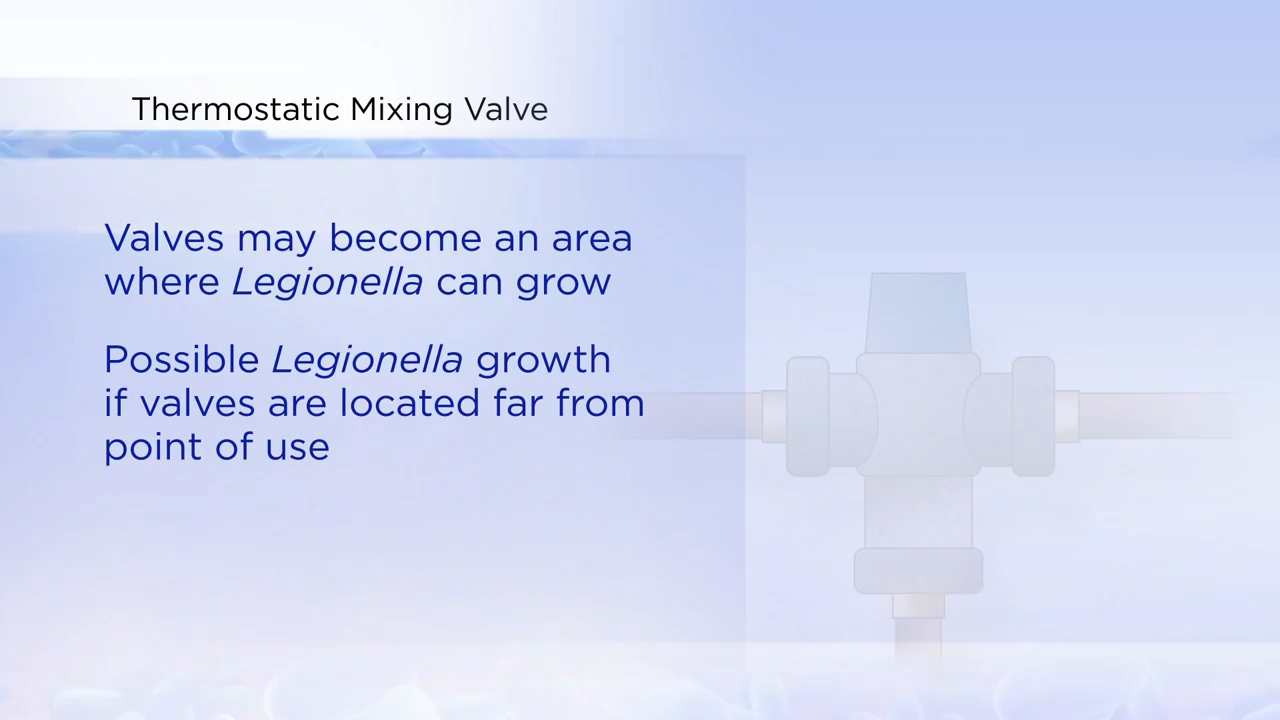 Thermostatic Mixing Valve
Valves may become an area
where Legionella can grow
Possible Legionella growth
if valves are located far from
point of use